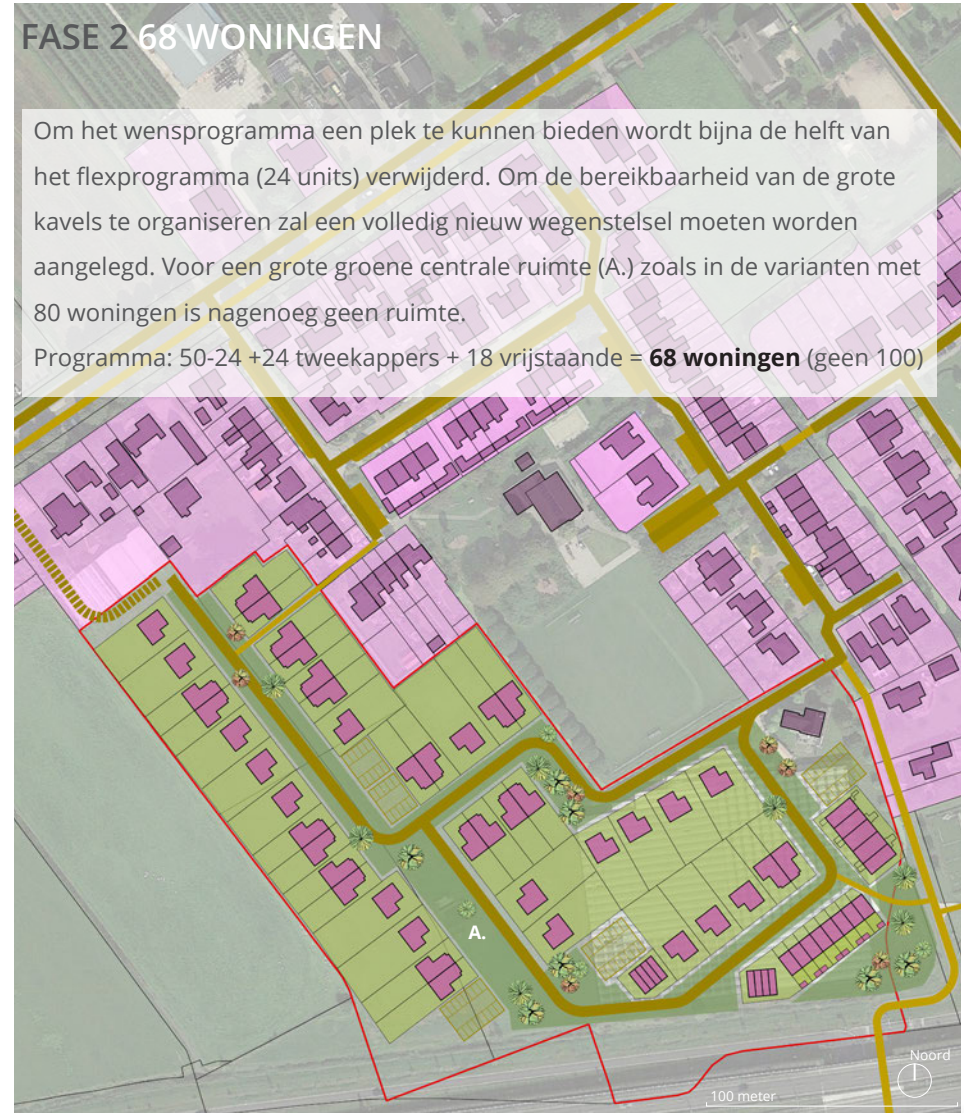 FASE 2 68 WONINGEN
Om het wensprogramma een plek te kunnen bieden wordt bijna de helft van
het flexprogramma (24 units) verwijderd. Om de bereikbaarheid van de grote
kavels te organiseren zal een volledig nieuw wegenstelsel moeten worden
aangelegd. Voor een grote groene centrale ruimte (A.) zoals in de varianten met
80 woningen is nagenoeg geen ruimte.
Programma: 50-24 +24 tweekappers + 18 vrijstaande = 68 woningen (geen 100)
A.
Noord
100 meter